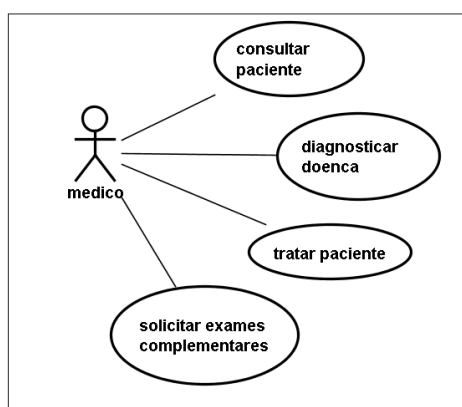 consultar
paciente
diagnosticar
doenca
medico
tratar paciente
solicitar exames
complementares